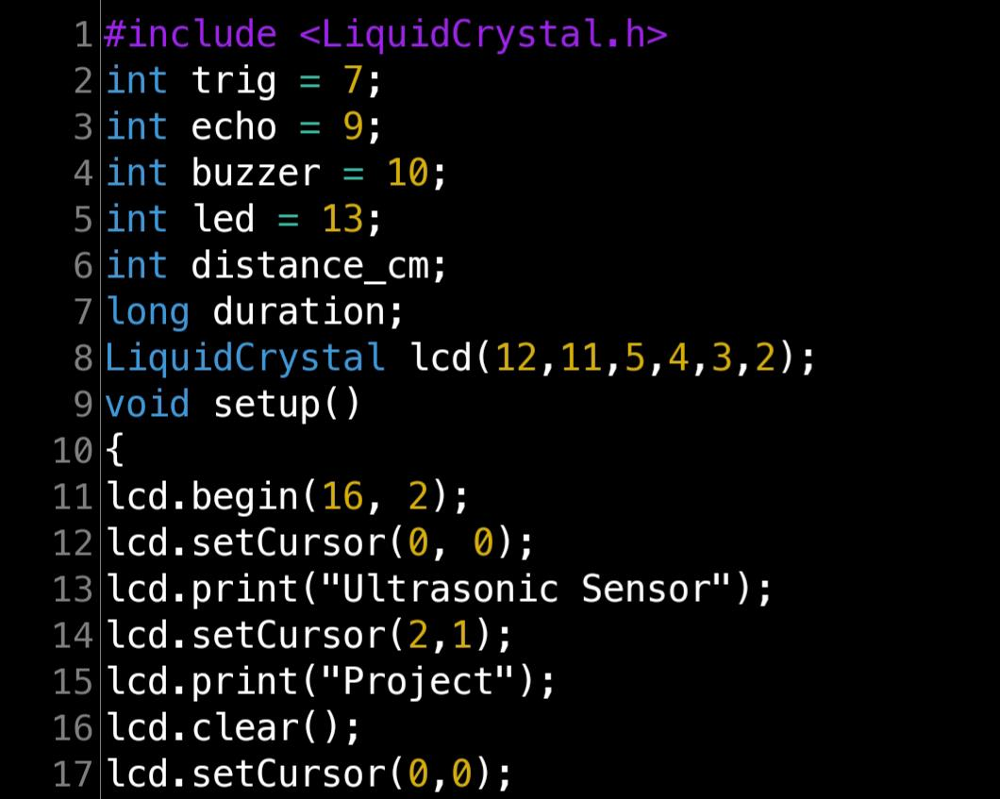 1 #include <LiquidCrystal.h>
2 int trig = 7;
3 int echo = 9;
4 int buzzer = 10;
5 int led = 13;
6 int distance_cm;
7 long duration;
8 LiquidCrystal lcd(12,11,5,4,3,2);
9 void setup()
10 {
11 lcd.begin(16, 2);
12 lcd.setCursor(0, 0);
13 lcd.print("Ultrasonic Sensor");
14 lcd.setCursor(2,1);
15 lcd.print("Project");
16 lcd.clear();
17 lcd.setCursor(0,0);